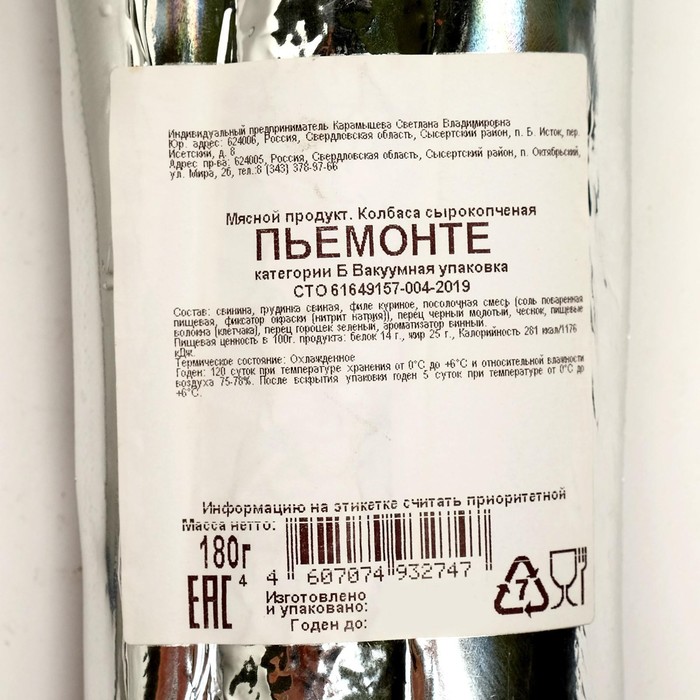 Индивидуальный предприниматель Карамышева Светлана Владимировна
Юр. адрес: 624006, Россия, Свердловская область, Сысертский район, п. Б. Исток, пер.
Исетский, д. 8
Адрес пр-ва: 624005, Россия, Свердловская область, Сысертский район, п. Октябрьский,
ул. Мира, 2б, тел.:8 (343) 378-97-66
Мясной продукт. Колбаса сырокопченая
ПЬЕМОНТЕ
категории Б Вакуумная упаковка
СТО 61649157-004-2019
Состав: свинина, грудинка свиная, филе куриное, посолочная смесь (соль поваренная
пищевая, фиксатор окраски (нитрит натрия)), перец черный молотый, чеснок, пищевые
волокна (клетчатка), перец горошек зеленый, ароматизатор винный.
Пищевая ценность в 100г. продукта: белок 14 г., жир 25 г., Калорийность 281 ккал/1176
кДж.
Термическое состояние: Охлажденное
Годен: 120 суток при температуре хранения от 0°С до +6°С и относительной влажности
воздуха 75-78%. После вскрытия упаковки годен 5 суток при температуре от 0°С до
+6°С.
Информацию на этикетке считать приоритетной
Масса нетто:
180г
EAC 4
4 607074 932747
7
Изготовлено
и упаковано:
Годен до: